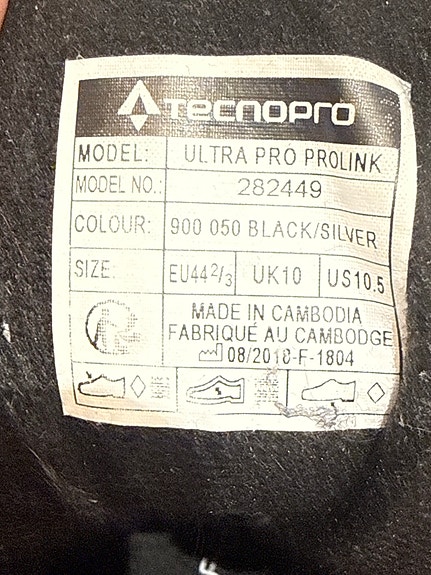 TECNOPRO
MODEL: ULTRA PRO PROLINK
MODEL NO.: 282449
COLOUR: 900 050 BLACK/SILVER
SIZE: EU44 2/3 UK10 US10.5
MADE IN CAMBODIA
FABRIQUÉ AU CAMBODGE
08/2018-F-1804